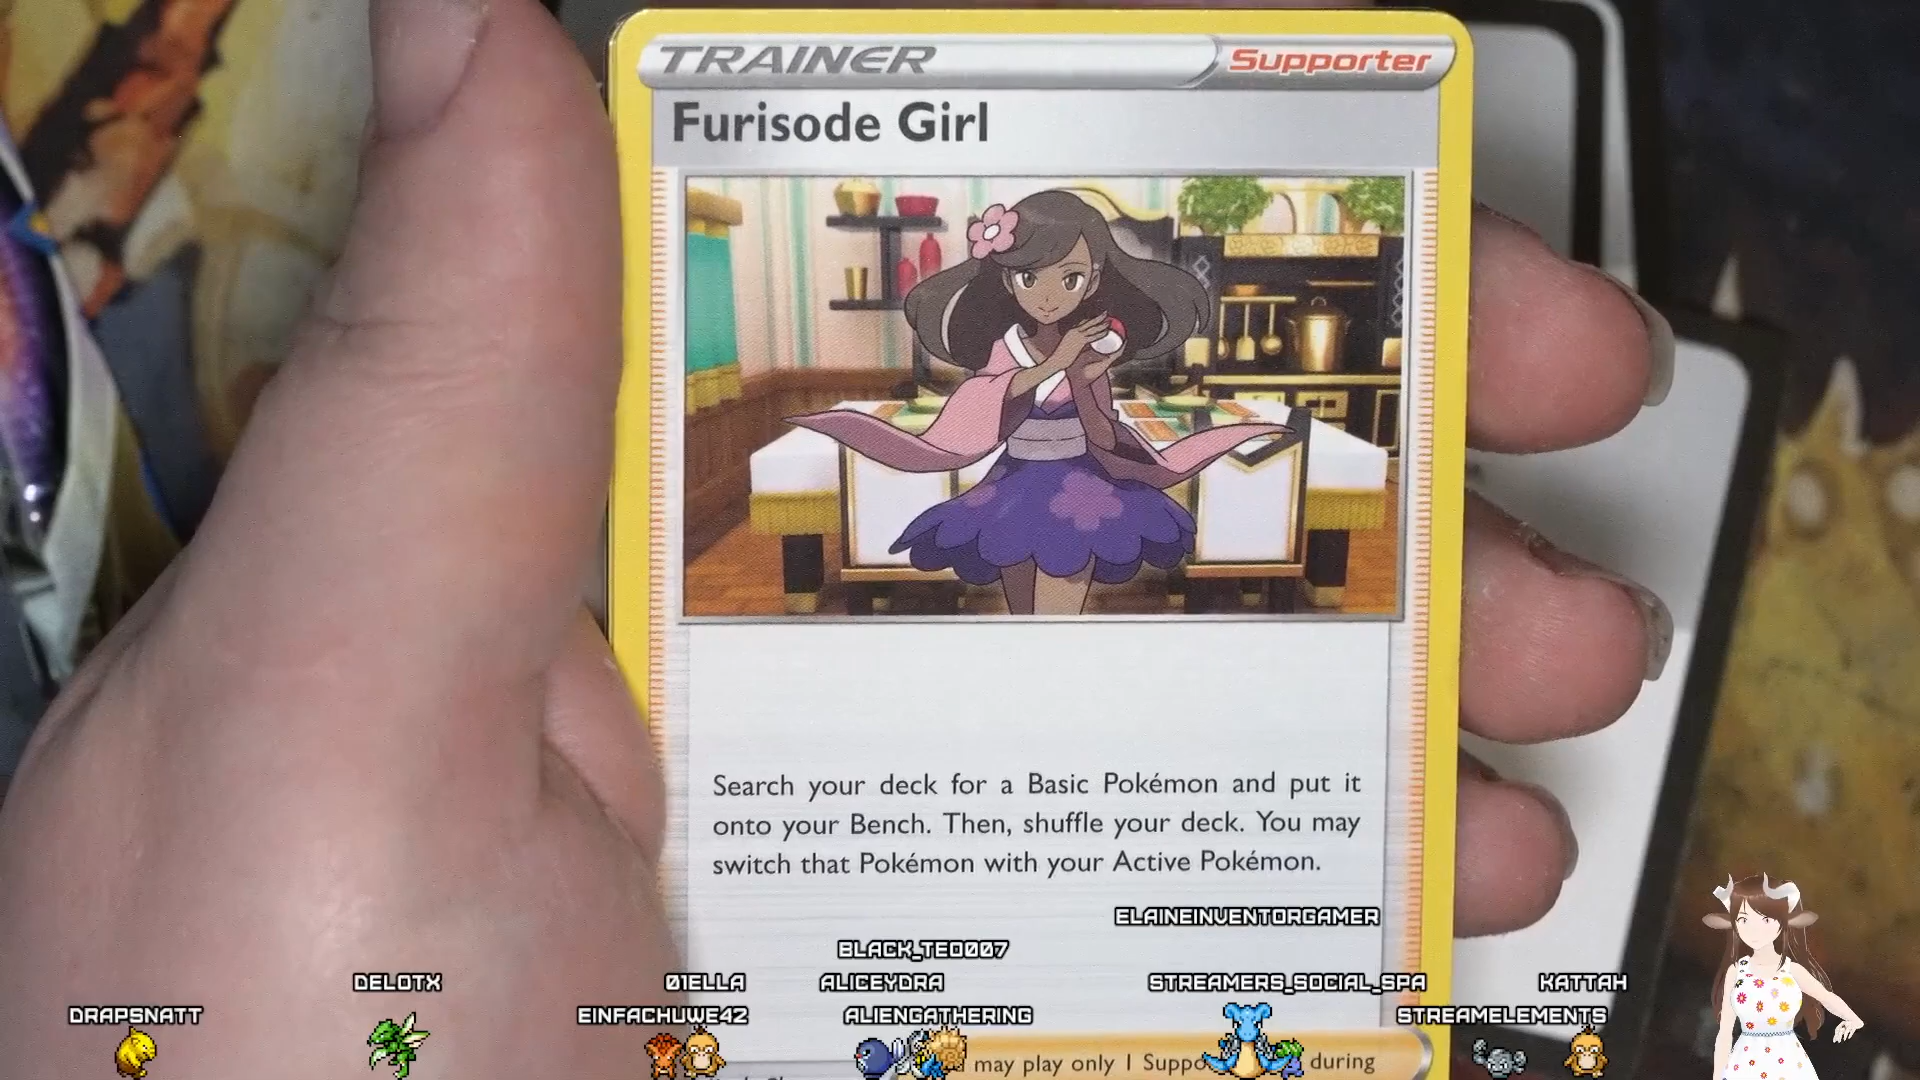 TRAINER Supporter
Furisode Girl
Search your deck for a Basic Pokémon and put it
onto your Bench. Then, shuffle your deck. You may
switch that Pokémon with your Active Pokémon.
ELAINEINVENTORGAMER
BLACK_TED007
DELOTX 01ELLA ALICEYDRA STREAMERS_SOCIAL_SPA KATTAH
DRAPSNATT EINFACHUWE42 ALIENGATHERING STREAMELEMENTS
may play only 1 during